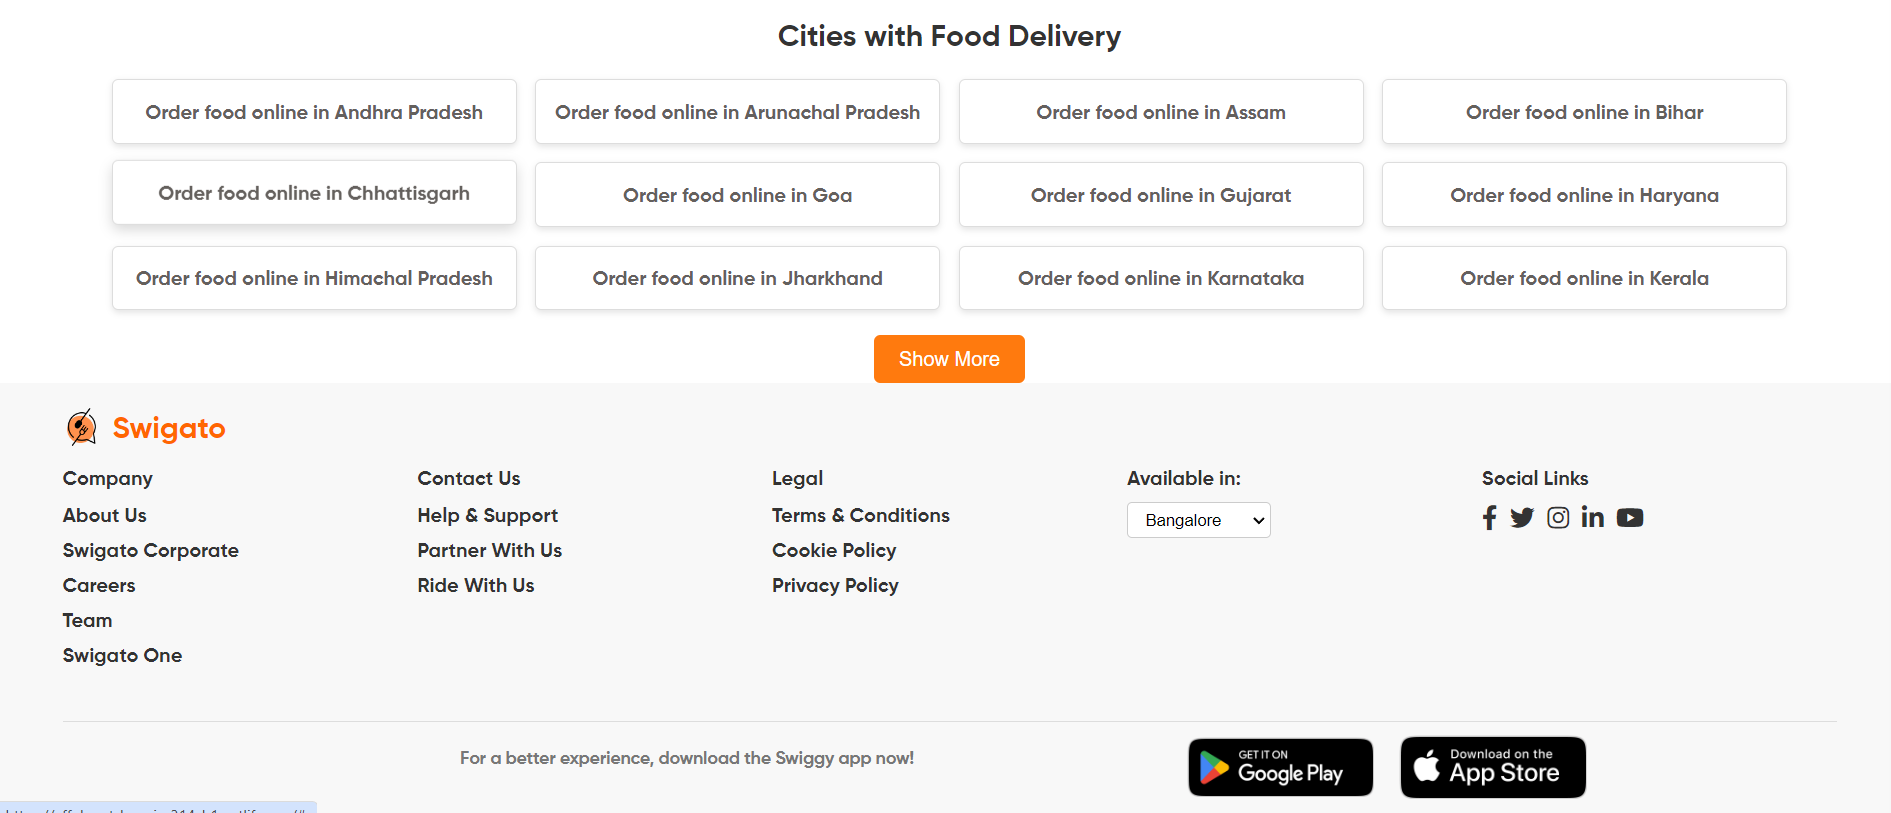 Cities with Food Delivery
Order food online in Andhra Pradesh
Order food online in Arunachal Pradesh
Order food online in Assam
Order food online in Bihar
Order food online in Chhattisgarh
Order food online in Goa
Order food online in Gujarat
Order food online in Haryana
Order food online in Himachal Pradesh
Order food online in Jharkhand
Order food online in Karnataka
Order food online in Kerala
Show More
Swigato
Company
About Us
Swigato Corporate
Careers
Team
Swigato One
Contact Us
Help & Support
Partner With Us
Ride With Us
Legal
Terms & Conditions
Cookie Policy
Privacy Policy
Available in:
Bangalore
Social Links
For a better experience, download the Swiggy app now!
GET IT ON
Google Play
Download on the
App Store